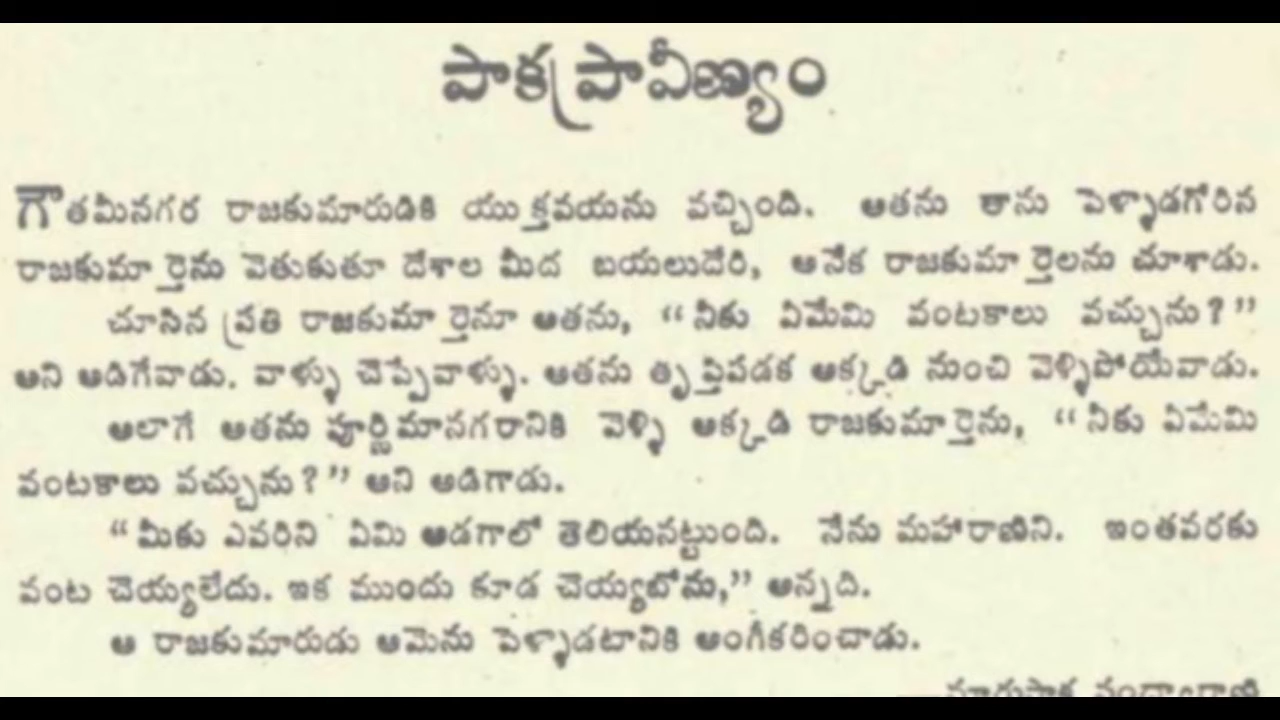 పాకప్రావీణ్యం
గౌతమీనగర రాజకుమారుడికి యుక్తవయను వచ్చింది. అతను తాను పెళ్ళాడగోరిన
రాజకుమార్తెను వెతుకుతూ దేశాల మీద బయలుదేరి, అనేక రాజకుమార్తెలను చూశాడు.
చూసిన ప్రతి రాజకుమార్తెనూ అతను, “నీకు ఏమేమి వంటకాలు వచ్చును?”
అని అడిగేవాడు. వాళ్ళు చెప్పేవాళ్ళు. అతను తృప్తిపడక అక్కడి నుంచి వెళ్ళిపోయేవాడు.
అలాగే అతను పూర్ణిమానగరానికి వెళ్ళి అక్కడి రాజకుమార్తెను, “నీకు ఏమేమి
వంటకాలు వచ్చును?” అని అడిగాడు.
“మీకు ఎవరిని ఏమి అడగాలో తెలియనట్టుంది. నేను మహారాణిని. ఇంతవరకు
వంట చెయ్యలేదు. ఇక ముందు కూడ చెయ్యబోను,” అన్నది.
ఆ రాజకుమారుడు ఆమెను పెళ్ళాడటానికి అంగీకరించాడు.